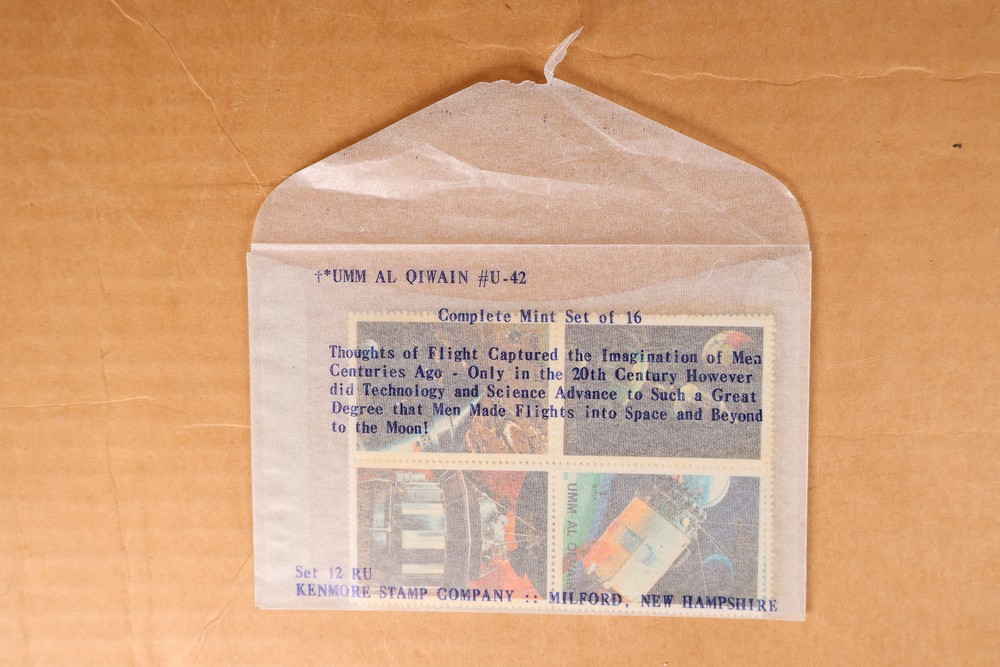 †*UMM AL QIWAIN #U-42
Complete Mint Set of 16
Thoughts of Flight Captured the Imagination of Men
Centuries Ago - Only in the 20th Century However
did Technology and Science Advance to Such a Great
Degree that Men Made Flights into Space and Beyond
to the Moon!
UMM AL Q
Set 12 RU
KENMORE STAMP COMPANY :: MILFORD, NEW HAMPSHIRE